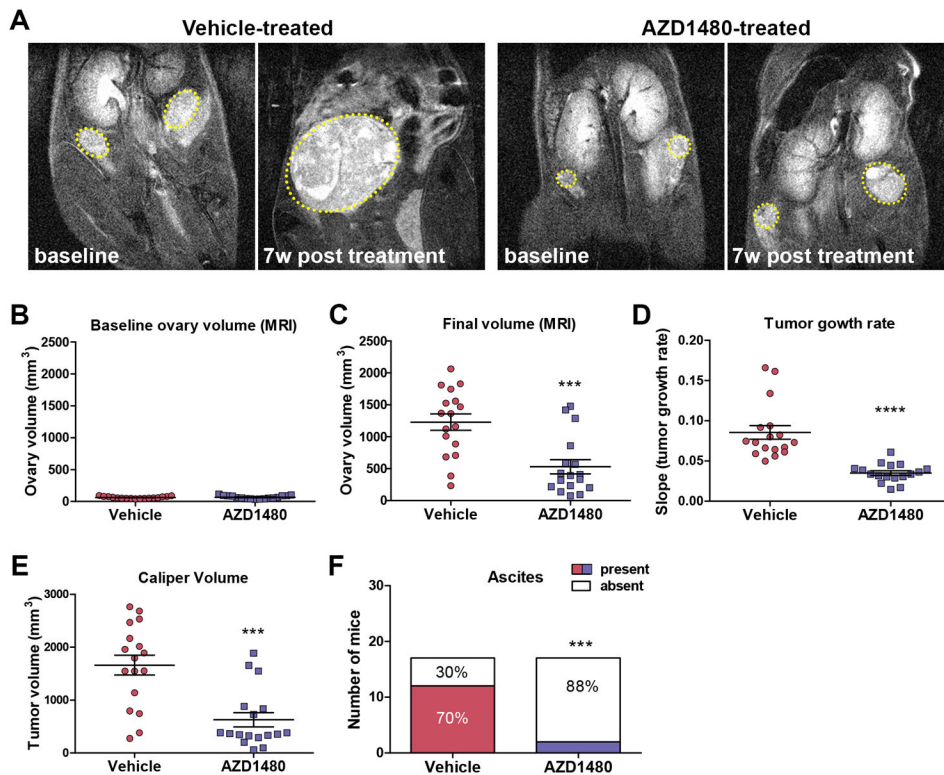 A
Vehicle-treated
AZD1480-treated
baseline
7w post treatment
baseline
7w post treatment
B
Baseline ovary volume (MRI)
Ovary volume (mm3)
2500
2000
1500
1000
500
0
Vehicle
AZD1480
C
Final volume (MRI)
Ovary volume (mm3)
2500
2000
1500
1000
500
0
***
Vehicle
AZD1480
D
Tumor gowth rate
Slope (tumor growth rate)
0.20
0.15
0.10
0.05
0.00
****
Vehicle
AZD1480
E
Caliper Volume
Tumor volume (mm3)
3000
2000
1000
0
***
Vehicle
AZD1480
F
Ascites
present
absent
Number of mice
30
20
10
0
***
30%
70%
88%
Vehicle
AZD1480